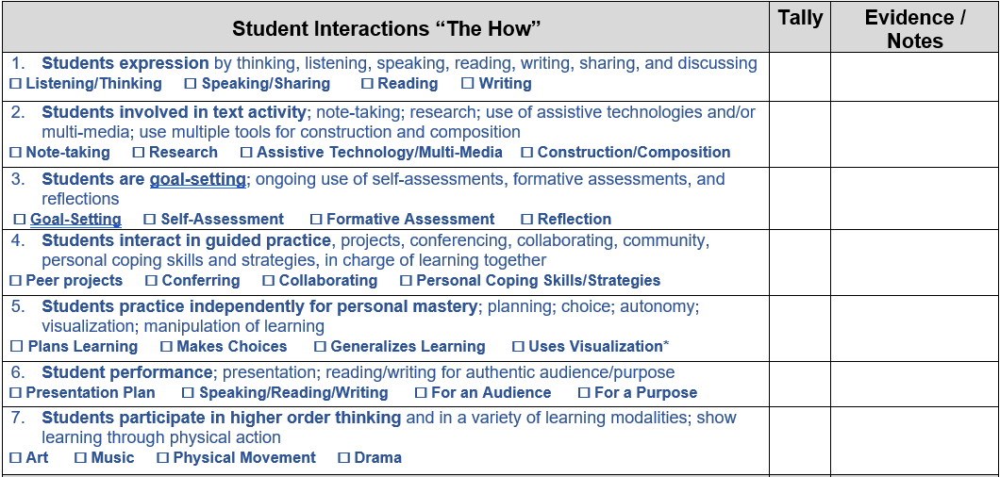 Student Interactions “The How”
Tally
Evidence /
Notes
1. Students expression by thinking, listening, speaking, reading, writing, sharing, and discussing
☐ Listening/Thinking ☐ Speaking/Sharing ☐ Reading ☐ Writing
2. Students involved in text activity; note-taking; research; use of assistive technologies and/or
multi-media; use multiple tools for construction and composition
☐ Note-taking ☐ Research ☐ Assistive Technology/Multi-Media ☐ Construction/Composition
3. Students are goal-setting; ongoing use of self-assessments, formative assessments, and
reflections
☐ Goal-Setting ☐ Self-Assessment ☐ Formative Assessment ☐ Reflection
4. Students interact in guided practice, projects, conferencing, collaborating, community,
personal coping skills and strategies, in charge of learning together
☐ Peer projects ☐ Conferring ☐ Collaborating ☐ Personal Coping Skills/Strategies
5. Students practice independently for personal mastery; planning; choice; autonomy;
visualization; manipulation of learning
☐ Plans Learning ☐ Makes Choices ☐ Generalizes Learning ☐ Uses Visualization*
6. Student performance; presentation; reading/writing for authentic audience/purpose
☐ Presentation Plan ☐ Speaking/Reading/Writing ☐ For an Audience ☐ For a Purpose
7. Students participate in higher order thinking and in a variety of learning modalities; show
learning through physical action
☐ Art ☐ Music ☐ Physical Movement ☐ Drama